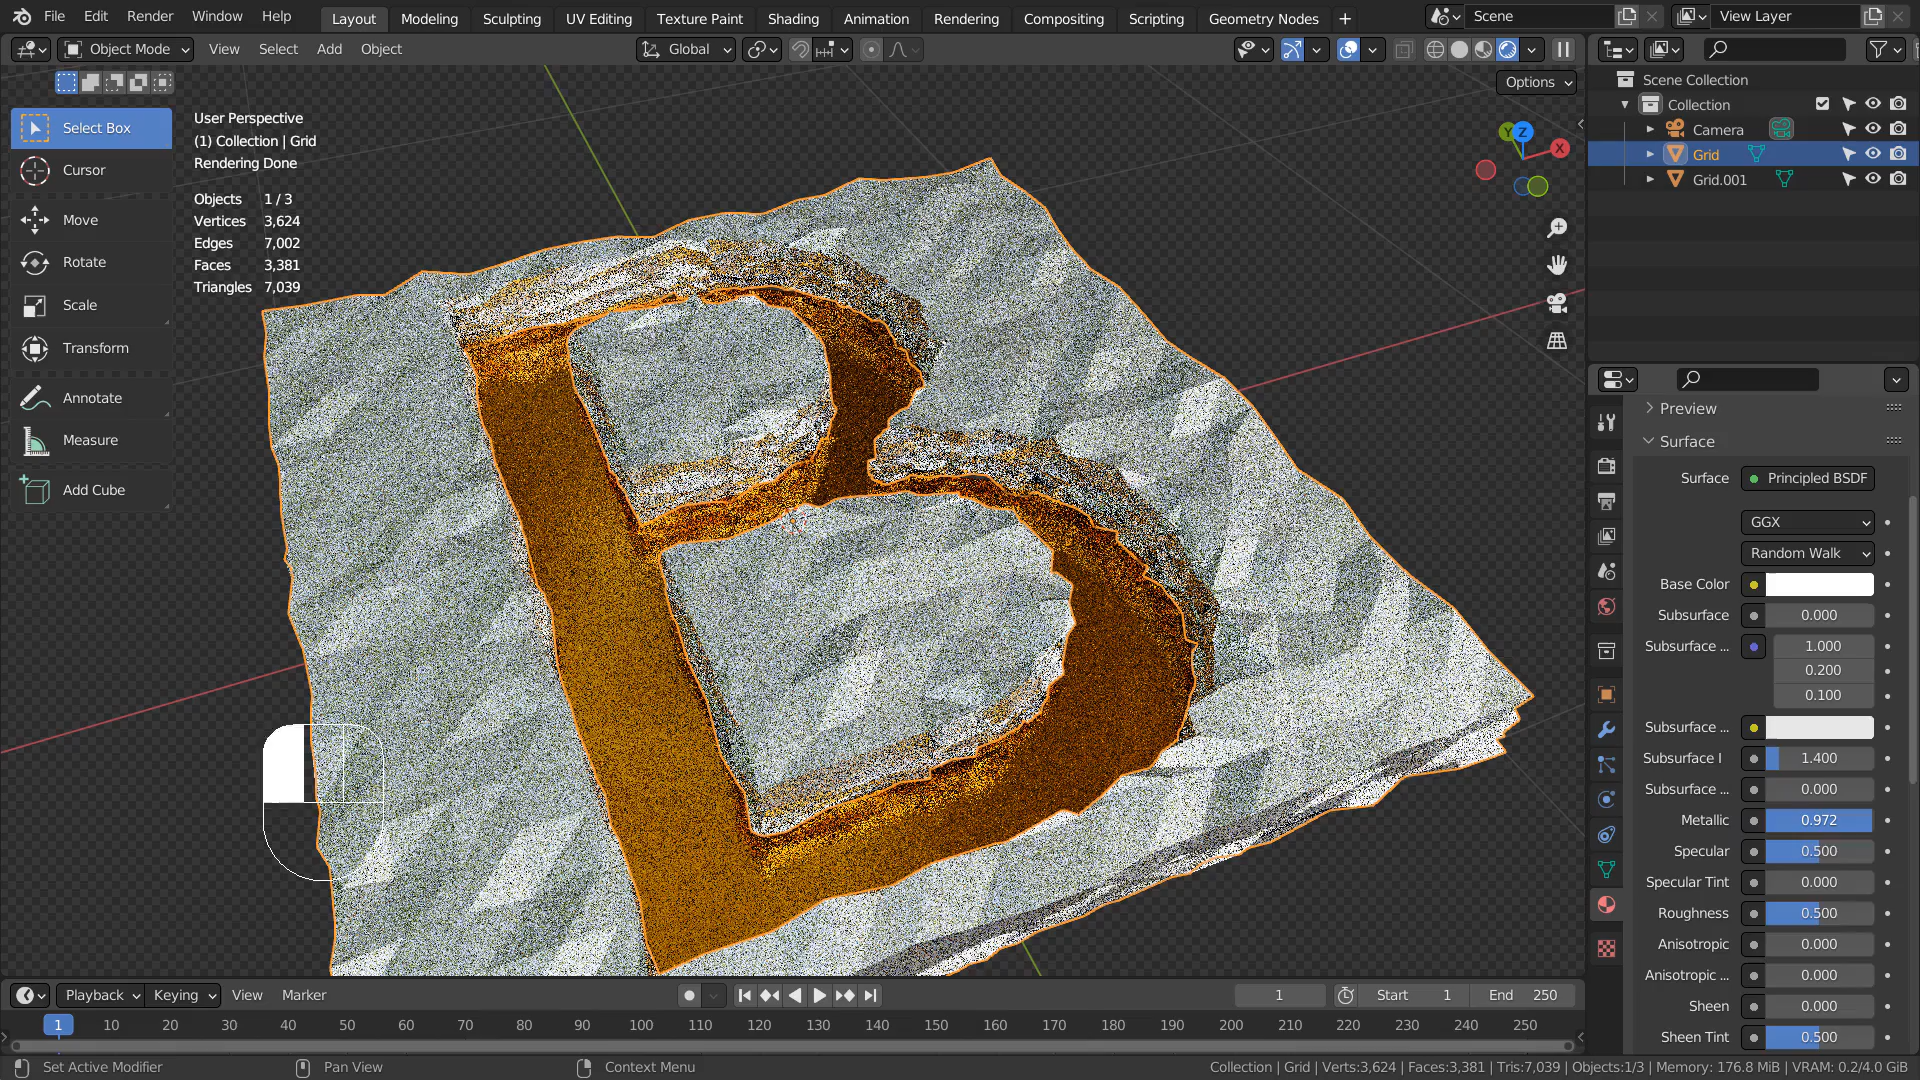 File Edit Render Window Help Layout Modeling Sculpting UV Editing Texture Paint Shading Animation Rendering Compositing Scripting Geometry Nodes + Scene View Layer
Object Mode View Select Add Object Global
Options
Select Box
Cursor
Move
Rotate
Scale
Transform
Annotate
Measure
Add Cube
User Perspective
(1) Collection | Grid
Rendering Done
Objects 1 / 3
Vertices 3,624
Edges 7,002
Faces 3,381
Triangles 7,039
Y Z X
Scene Collection
Collection
Camera
Grid
Grid.001
Preview
Surface
Surface Principled BSDF
GGX
Random Walk
Base Color
Subsurface 0.000
Subsurface ... 1.000
0.200
0.100
Subsurface ...
Subsurface I 1.400
Subsurface ... 0.000
Metallic 0.972
Specular 0.500
Specular Tint 0.000
Roughness 0.500
Anisotropic 0.000
Anisotropic ... 0.000
Sheen 0.000
Sheen Tint 0.500
Playback Keying View Marker 1 Start 1 End 250
1 10 20 30 40 50 60 70 80 90 100 110 120 130 140 150 160 170 180 190 200 210 220 230 240 250
Set Active Modifier Pan View Context Menu Collection | Grid | Verts:3,624 | Faces:3,381 | Tris:7,039 | Objects:1/3 | Memory: 176.8 MiB | VRAM: 0.2/4.0 GiB